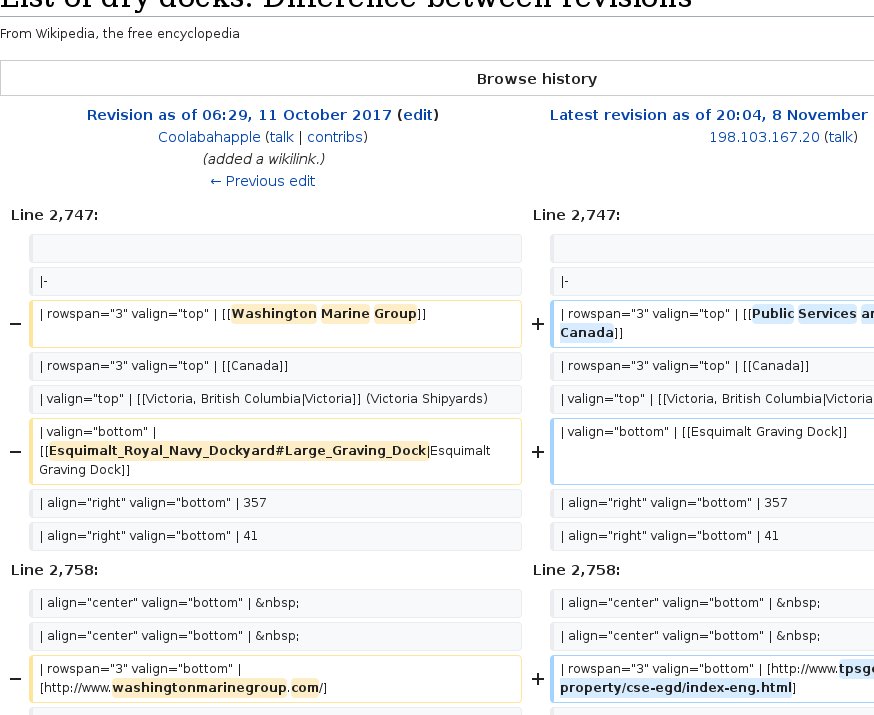 List of dry docks: Difference between revisions
From Wikipedia, the free encyclopedia
Browse history
Revision as of 06:29, 11 October 2017 (edit)
Coolabahapple (talk | contribs)
(added a wikilink.)
← Previous edit
Latest revision as of 20:04, 8 November
198.103.167.20 (talk)
Line 2,747:
Line 2,747:
|-
|-
− | rowspan="3" valign="top" | [[Washington Marine Group]]
+ | rowspan="3" valign="top" | [[Public Services
Canada]]
| rowspan="3" valign="top" | [[Canada]]
| rowspan="3" valign="top" | [[Canada]]
| valign="top" | [[Victoria, British Columbia|Victoria]] (Victoria Shipyards)
| valign="top" | [[Victoria, British Columbia|Victoria
− | valign="bottom" |
[[Esquimalt_Royal_Navy_Dockyard#Large_Graving_Dock|Esquimalt
Graving Dock]]
+ | valign="bottom" | [[Esquimalt Graving Dock]]
| align="right" valign="bottom" | 357
| align="right" valign="bottom" | 357
| align="right" valign="bottom" | 41
| align="right" valign="bottom" | 41
Line 2,758:
Line 2,758:
| align="center" valign="bottom" | &nbsp;
| align="center" valign="bottom" | &nbsp;
| align="center" valign="bottom" | &nbsp;
| align="center" valign="bottom" | &nbsp;
− | rowspan="3" valign="bottom" |
[http://www.washingtonmarinegroup.com/]
+ | rowspan="3" valign="bottom" | [http://www.tpsg
property/cse-egd/index-eng.html]